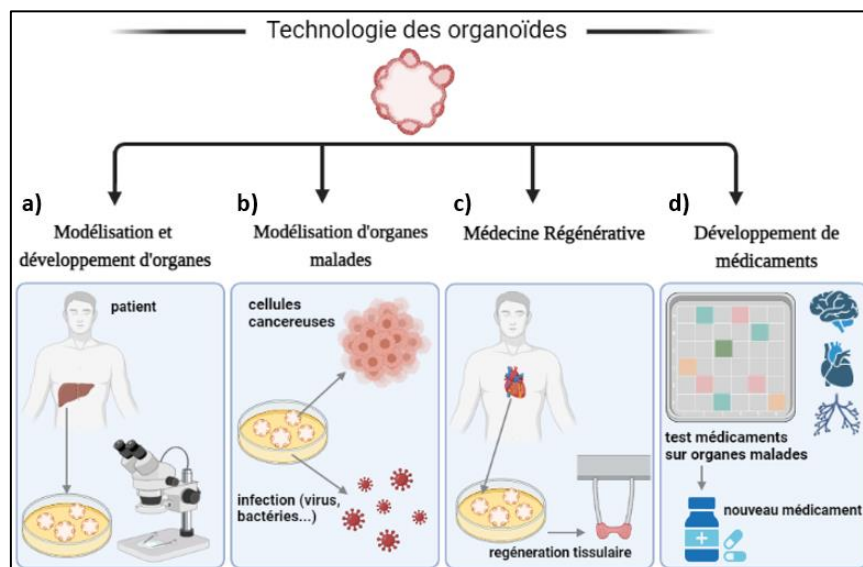 Technologie des organoïdes
a)
Modélisation et
développement d'organes
b)
Modélisation d'organes
malades
c)
Médecine Régénérative
d)
Développement de
médicaments
patient
cellules
cancereuses
infection (virus,
bactéries...)
regéneration tissulaire
test médicaments
sur organes malades
nouveau médicament